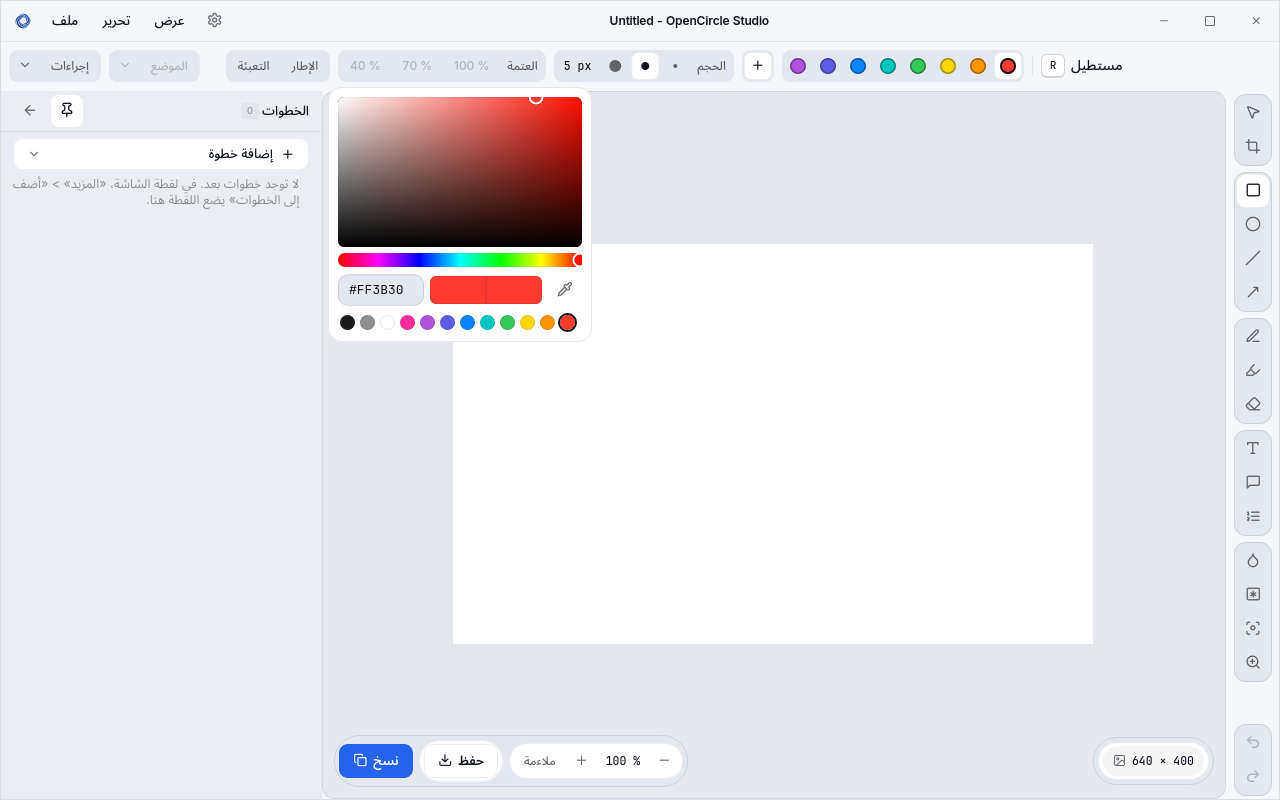 ملف
تحرير
عرض
Untitled - OpenCircle Studio
مستطيل
R
الحجم
5 px
العتمة
100 %
70 %
40 %
الإطار
التعبئة
الموضع
إجراءات
الخطوات
0
إضافة خطوة
لا توجد خطوات بعد. في لقطة الشاشة، «المزيد» > «أضف
إلى الخطوات» يضع اللقطة هنا.
#FF3B30
نسخ
حفظ
ملاءمة
100 %
640 × 400